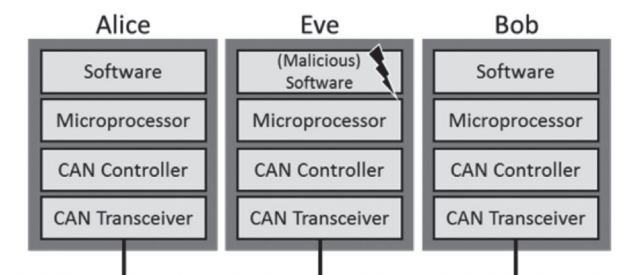 Alice
Eve
Bob
Software
(Malicious)
Software
Software
Microprocessor
Microprocessor
Microprocessor
CAN Controller
CAN Controller
CAN Controller
CAN Transceiver
CAN Transceiver
CAN Transceiver